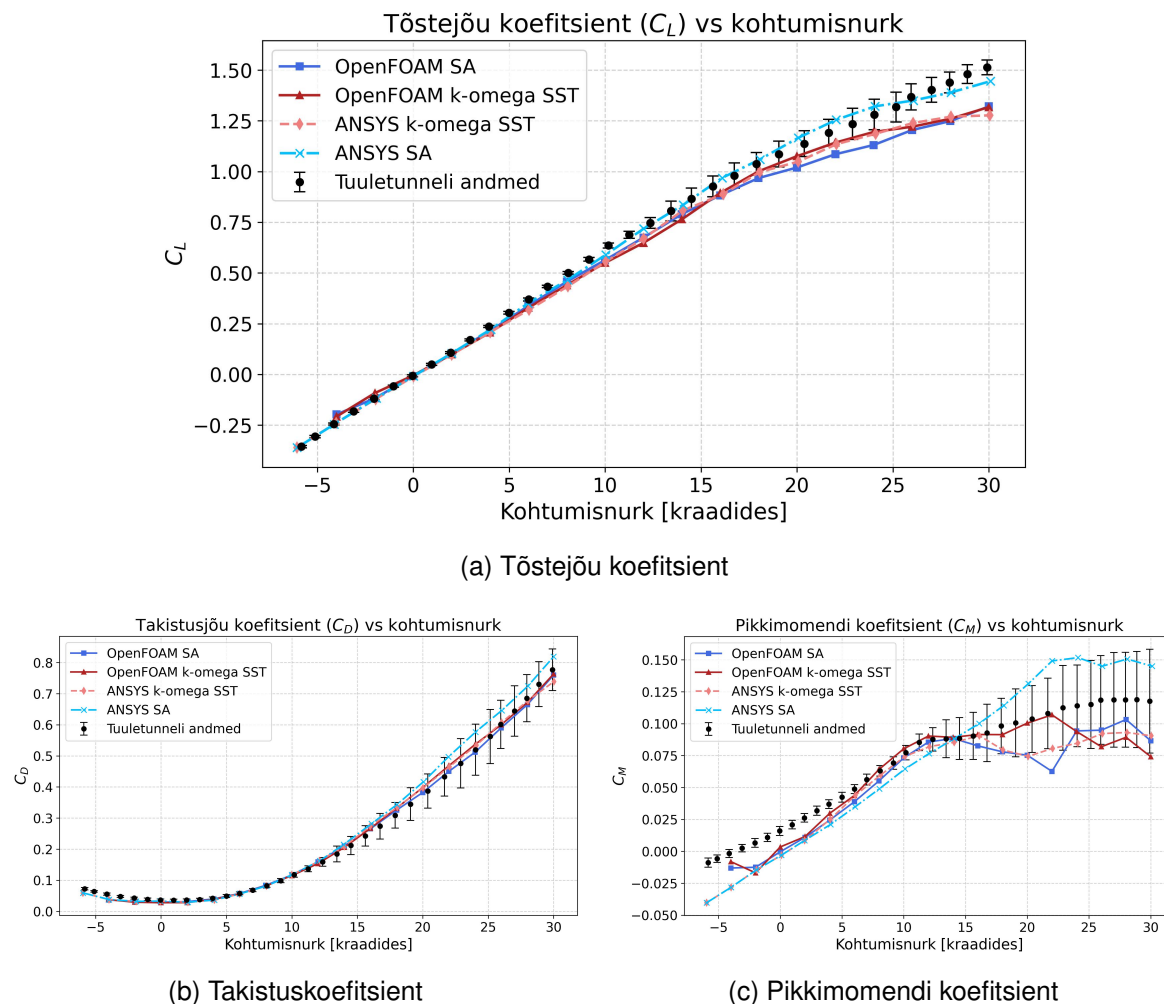 Tõstejõu koefitsient (C_L) vs kohtumisnurk
OpenFOAM SA
OpenFOAM k-omega SST
ANSYS k-omega SST
ANSYS SA
Tuuletunneli andmed
C_L
1.50
1.25
1.00
0.75
0.50
0.25
0.00
−0.25
−5 0 5 10 15 20 25 30
Kohtumisnurk [kraadides]
(a) Tõstejõu koefitsient
Takistusjõu koefitsient (C_D) vs kohtumisnurk
OpenFOAM SA
OpenFOAM k-omega SST
ANSYS k-omega SST
ANSYS SA
Tuuletunneli andmed
C_D
0.8
0.7
0.6
0.5
0.4
0.3
0.2
0.1
0.0
−5 0 5 10 15 20 25 30
Kohtumisnurk [kraadides]
(b) Takistuskoefitsient
Pikkimomendi koefitsient (C_M) vs kohtumisnurk
OpenFOAM SA
OpenFOAM k-omega SST
ANSYS k-omega SST
ANSYS SA
Tuuletunneli andmed
C_M
0.150
0.125
0.100
0.075
0.050
0.025
0.000
−0.025
−0.050
−5 0 5 10 15 20 25 30
Kohtumisnurk [kraadides]
(c) Pikkimomendi koefitsient